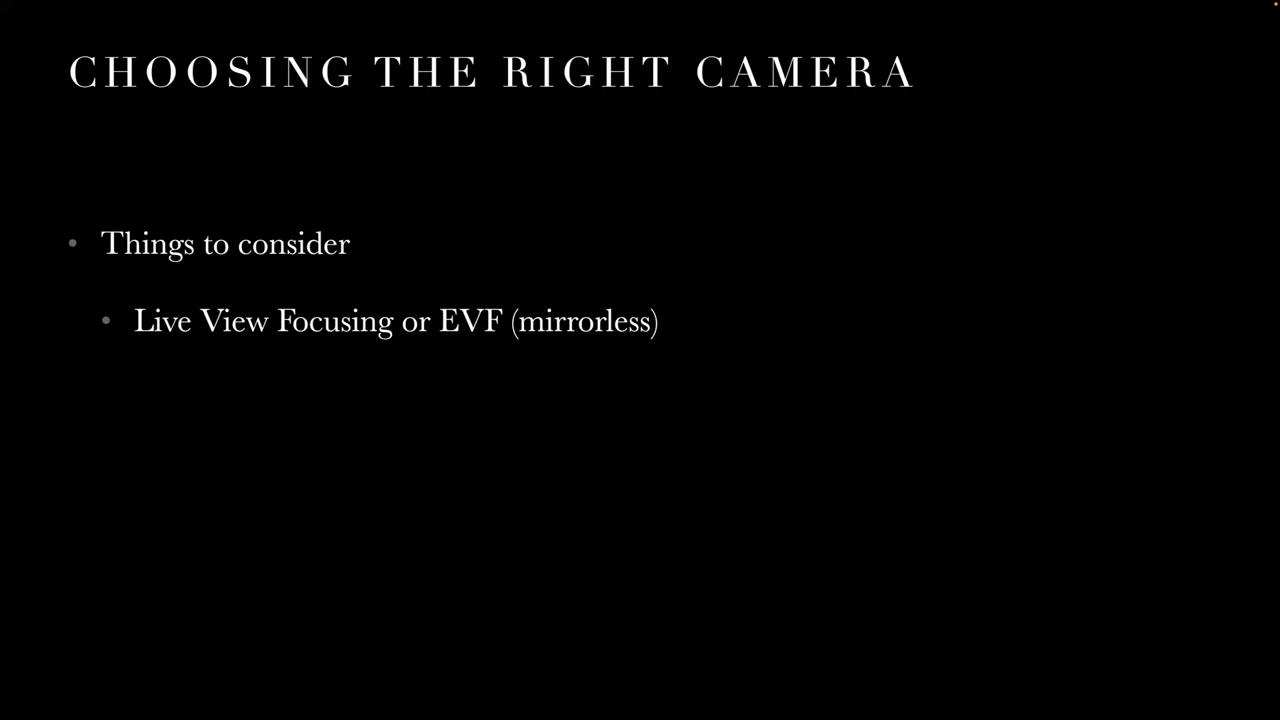 CHOOSING THE RIGHT CAMERA
• Things to consider
• Live View Focusing or EVF (mirrorless)